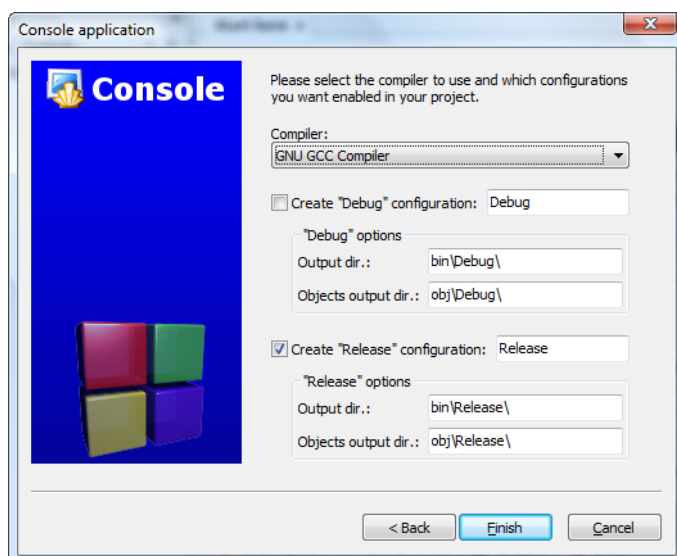 Console application
Start here
Console
Please select the compiler to use and which configurations
you want enabled in your project.
Compiler:
GNU GCC Compiler
Create "Debug" configuration: Debug
"Debug" options
Output dir.: bin\Debug\
Objects output dir.: obj\Debug\
Create "Release" configuration: Release
"Release" options
Output dir.: bin\Release\
Objects output dir.: obj\Release\
< Back Finish Cancel